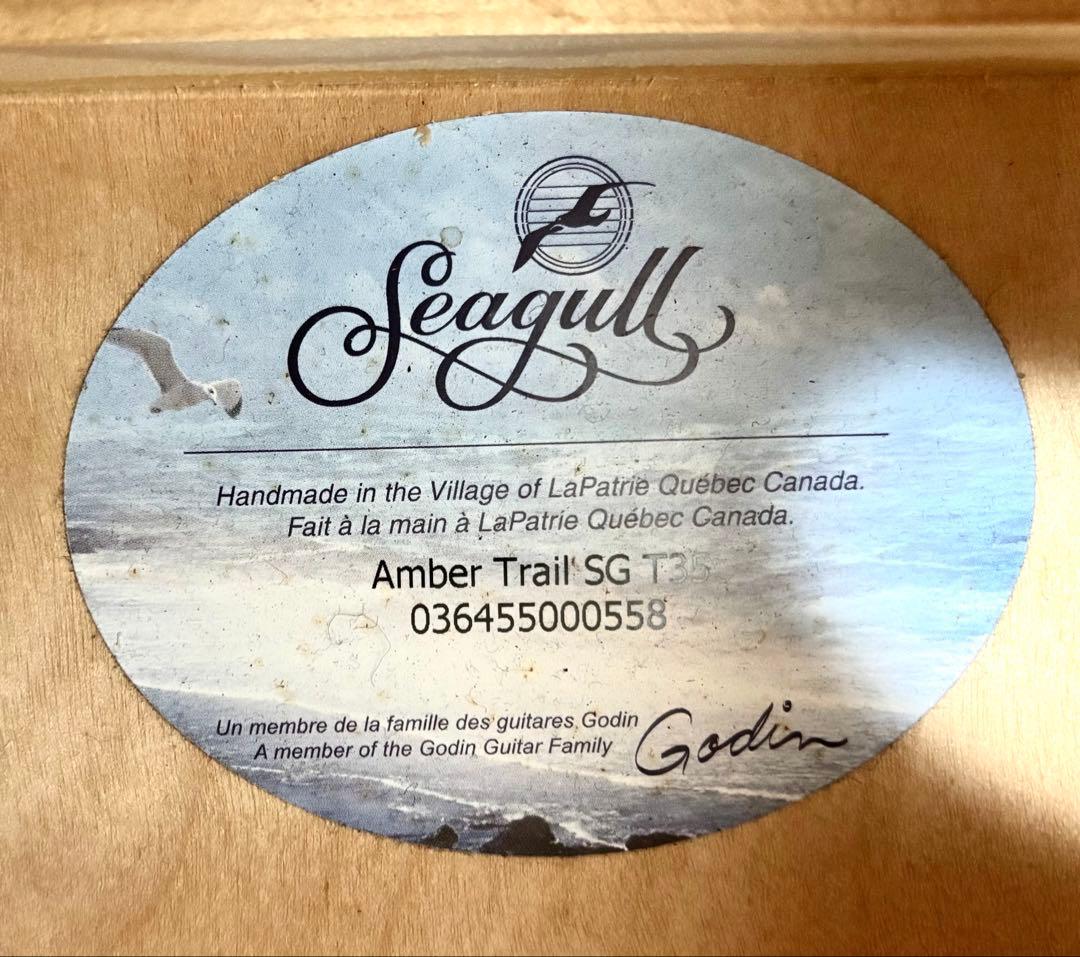 Seagull
Handmade in the Village of LaPatrie Québec Canada.
Fait à la main à LaPatrie Québec Canada.
Amber Trail SG T35
036455000558
Un membre de la famille des guitares Godin
A member of the Godin Guitar Family
Godin